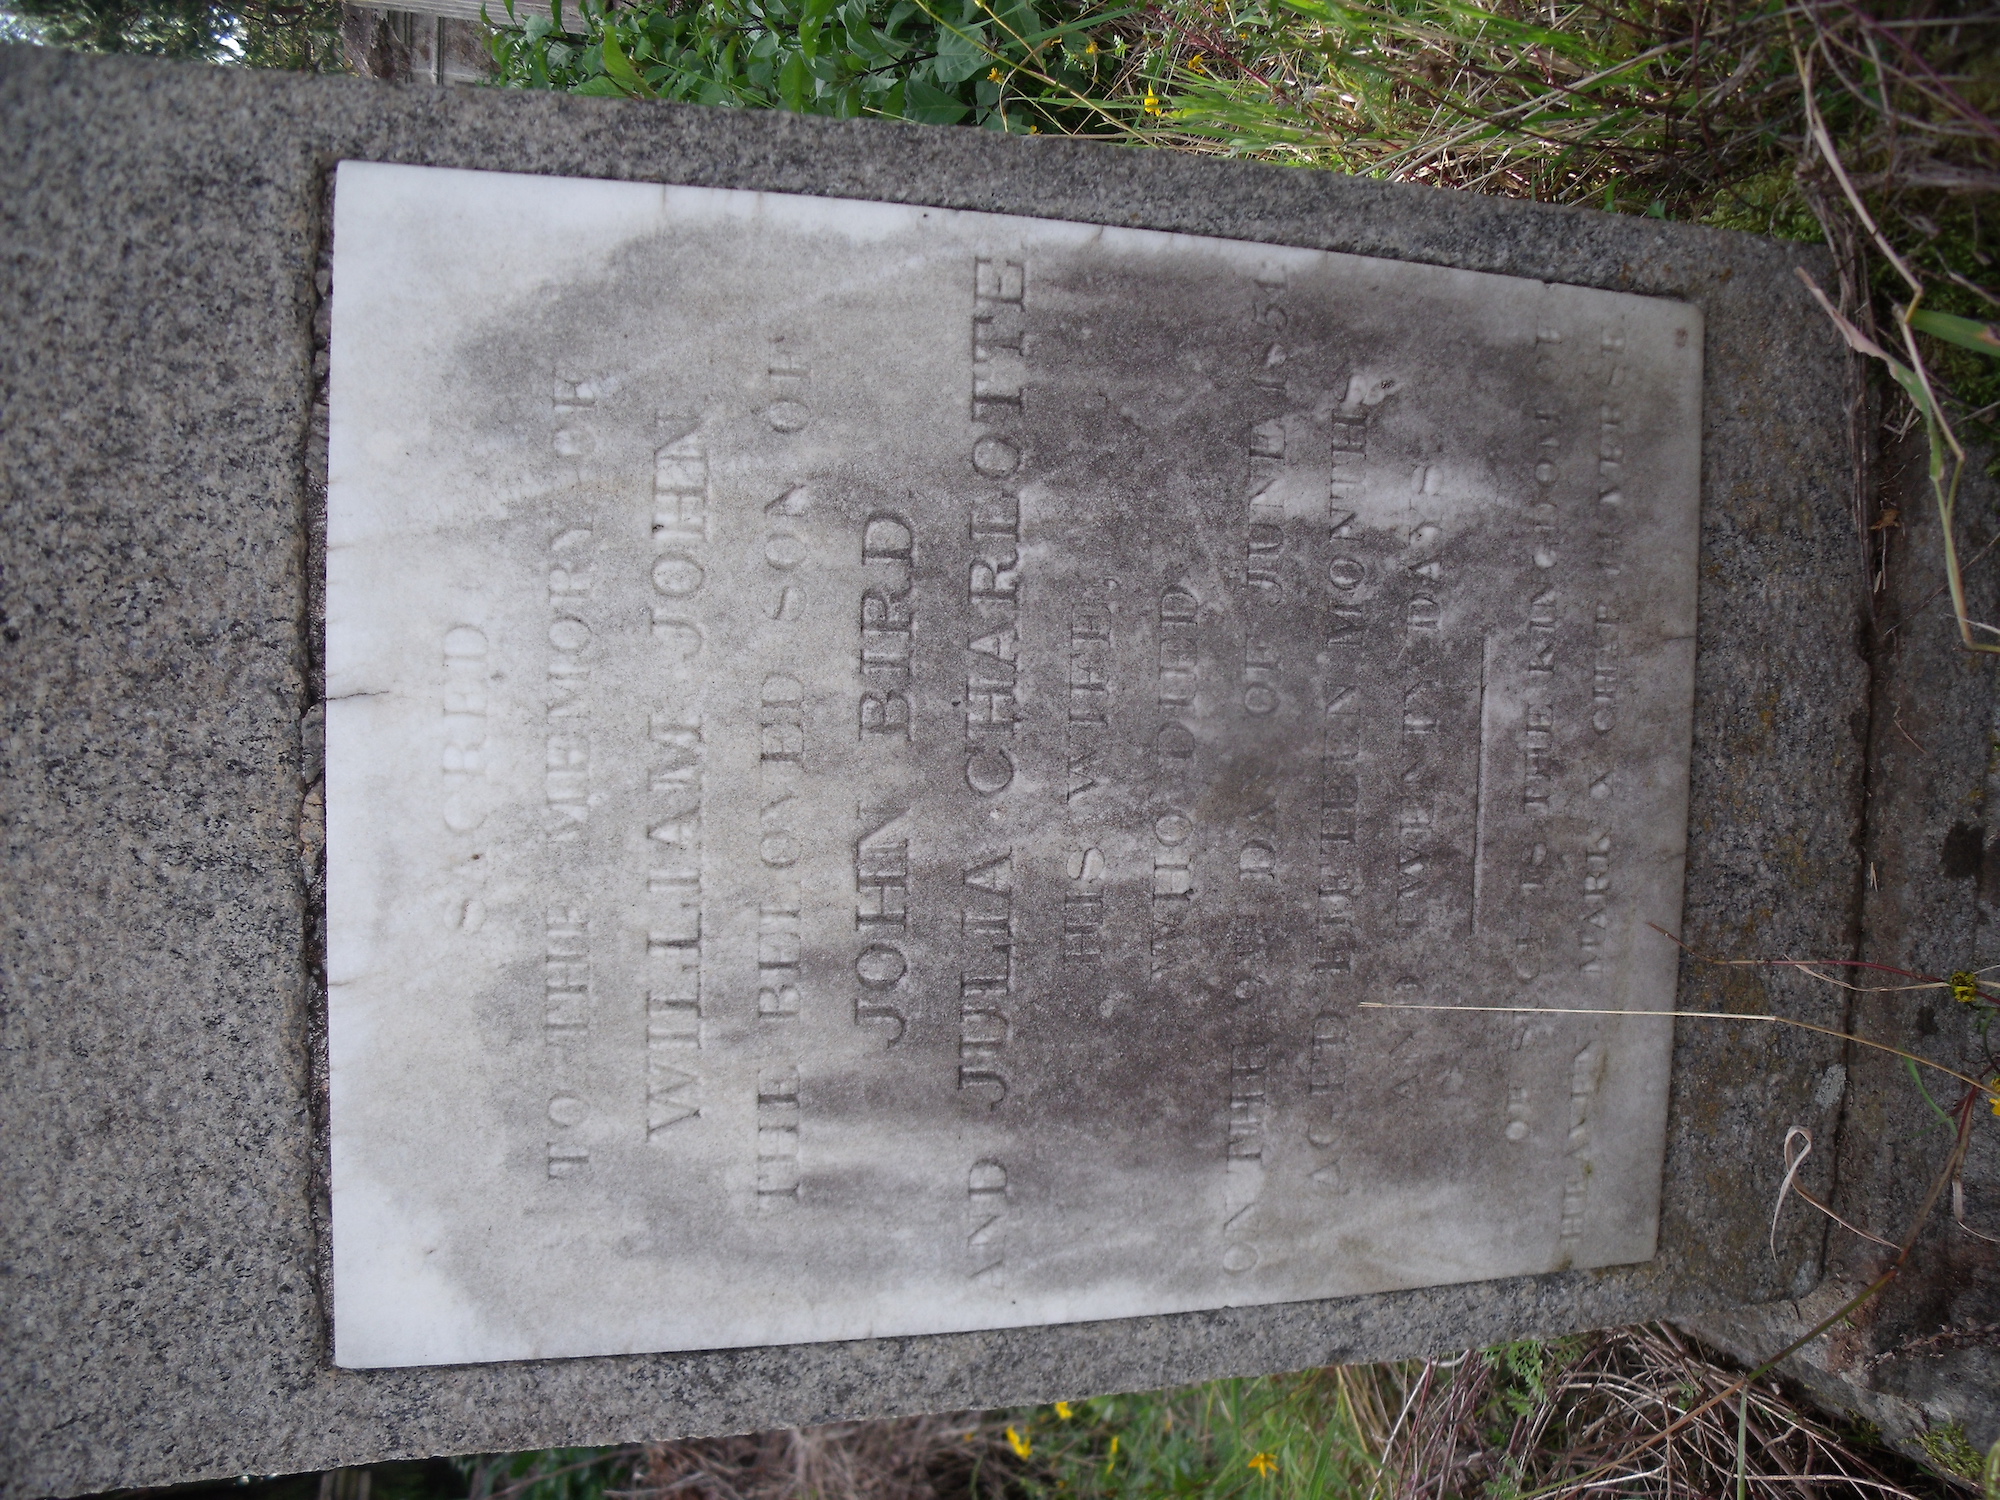 SACRED
TO THE MEMORY OF
WILLIAM JOHN
THE BELOVED SON OF
JOHN BIRD
AND JULIA CHARLOTTE
HIS WIFE,
WHO DIED
ON THE 9TH DAY OF JUNE
AGED FIFTEEN MONTHS
AND TWENTY DAYS
OF SUCH IS THE KINGDOM OF
HEAVEN MARK X CHAP